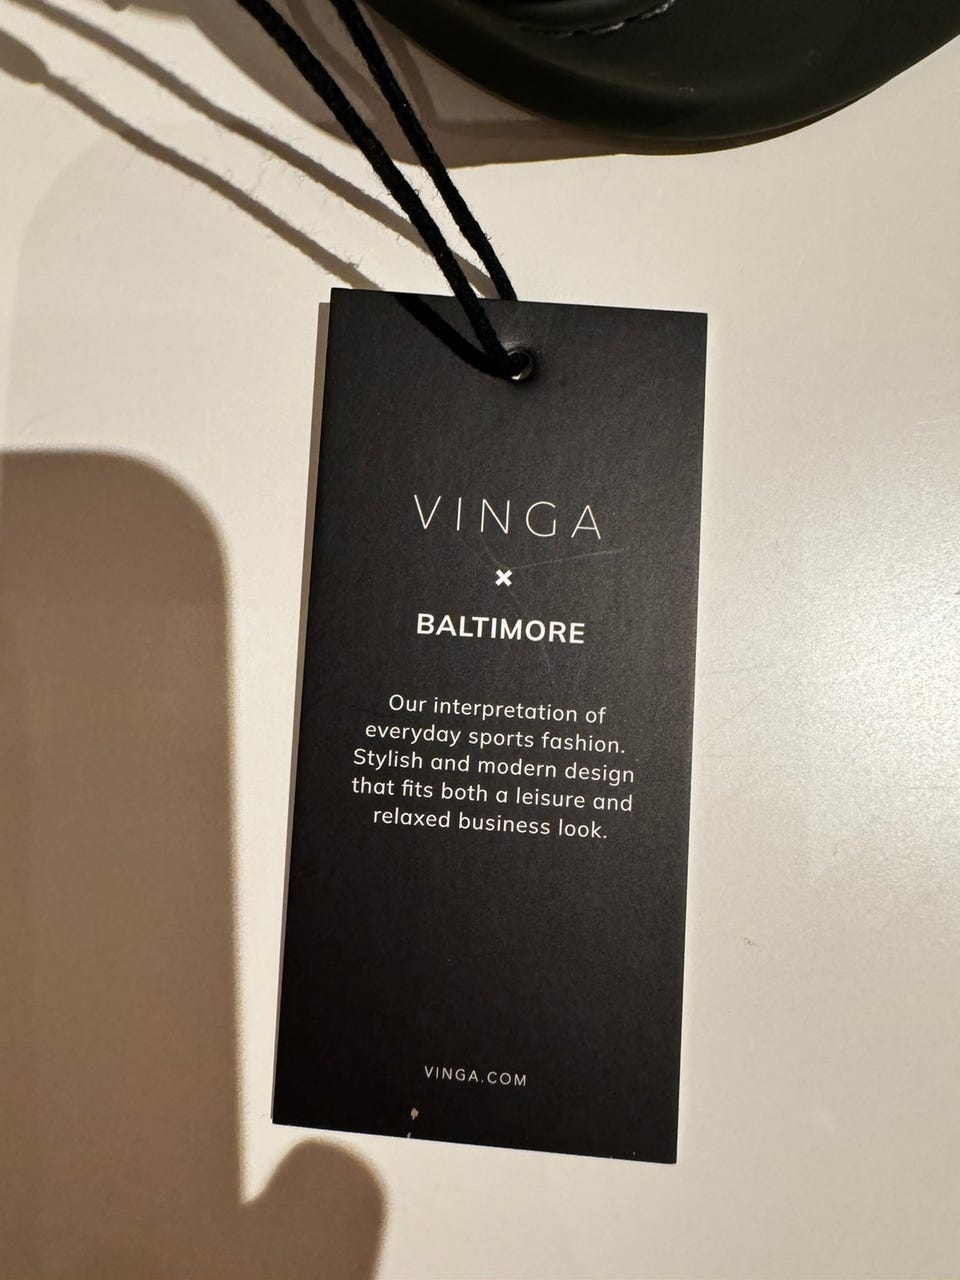 VINGA
×
BALTIMORE
Our interpretation of
everyday sports fashion.
Stylish and modern design
that fits both a leisure and
relaxed business look.
VINGA.COM